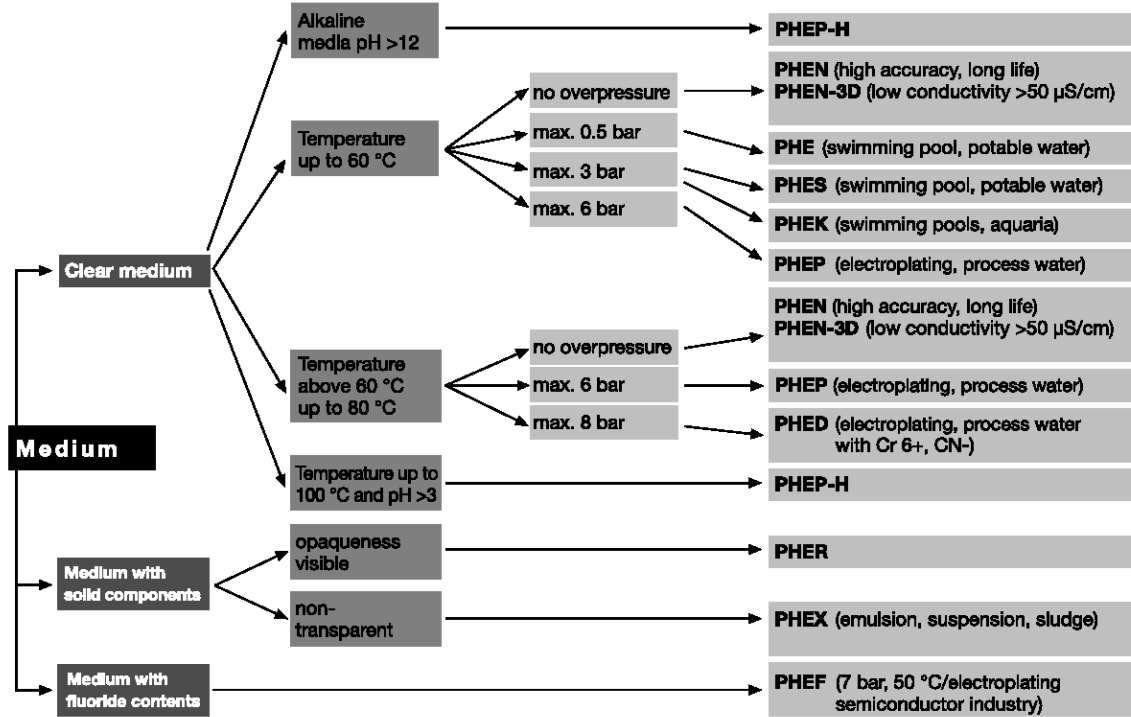 Medium
Clear medium
Alkaline
media pH >12
PHEP-H
Temperature
up to 60 °C
no overpressure
PHEN (high accuracy, long life)
PHEN-3D (low conductivity >50 µS/cm)
max. 0.5 bar
PHE (swimming pool, potable water)
max. 3 bar
PHES (swimming pool, potable water)
PHEK (swimming pools, aquaria)
max. 6 bar
PHEP (electroplating, process water)
Temperature
above 60 °C
up to 80 °C
no overpressure
PHEN (high accuracy, long life)
PHEN-3D (low conductivity >50 µS/cm)
max. 6 bar
PHEP (electroplating, process water)
max. 8 bar
PHED (electroplating, process water
with Cr 6+, CN-)
Temperature up to
100 °C and pH >3
PHEP-H
Medium with
solid components
opaqueness
visible
PHER
non-
transparent
PHEX (emulsion, suspension, sludge)
Medium with
fluoride contents
PHEF (7 bar, 50 °C/electroplating
semiconductor industry)